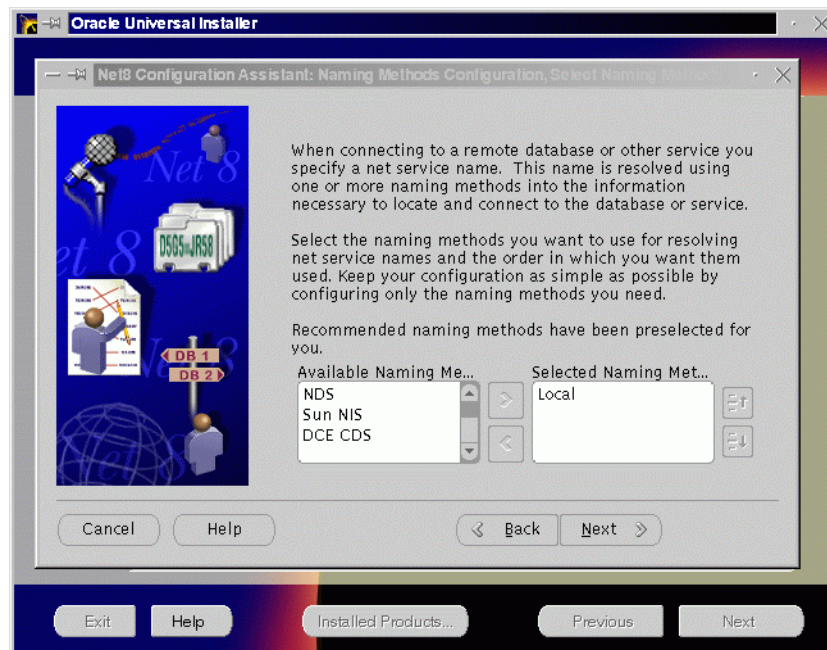 Oracle Universal Installer
Net8 Configuration Assistant: Naming Methods Configuration, Select Naming Methods
Net 8
D5G5 JR58
et 8
DB 1
DB 2
Net 8
When connecting to a remote database or other service you
specify a net service name. This name is resolved using
one or more naming methods into the information
necessary to locate and connect to the database or service.
Select the naming methods you want to use for resolving
net service names and the order in which you want them
used. Keep your configuration as simple as possible by
configuring only the naming methods you need.
Recommended naming methods have been preselected for
you.
Available Naming Me...
NDS
Sun NIS
DCE CDS
Selected Naming Met...
Local
Cancel
Help
Back
Next
Exit
Help
Installed Products...
Previous
Next